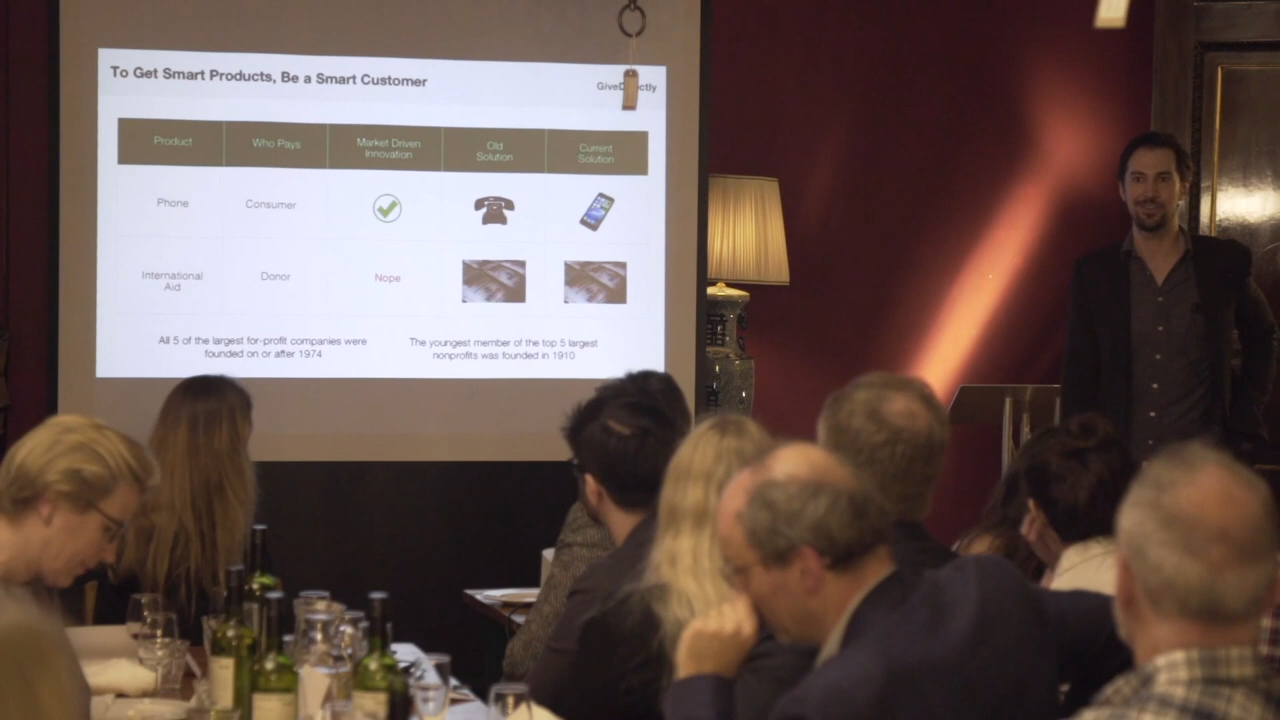 To Get Smart Products, Be a Smart Customer
GiveDirectly
Product
Who Pays
Market Driven
Innovation
Old
Solution
Current
Solution
Phone
Consumer
International
Aid
Donor
Nope
All 5 of the largest for-profit companies were
founded on or after 1974
The youngest member of the top 5 largest
nonprofits was founded in 1910